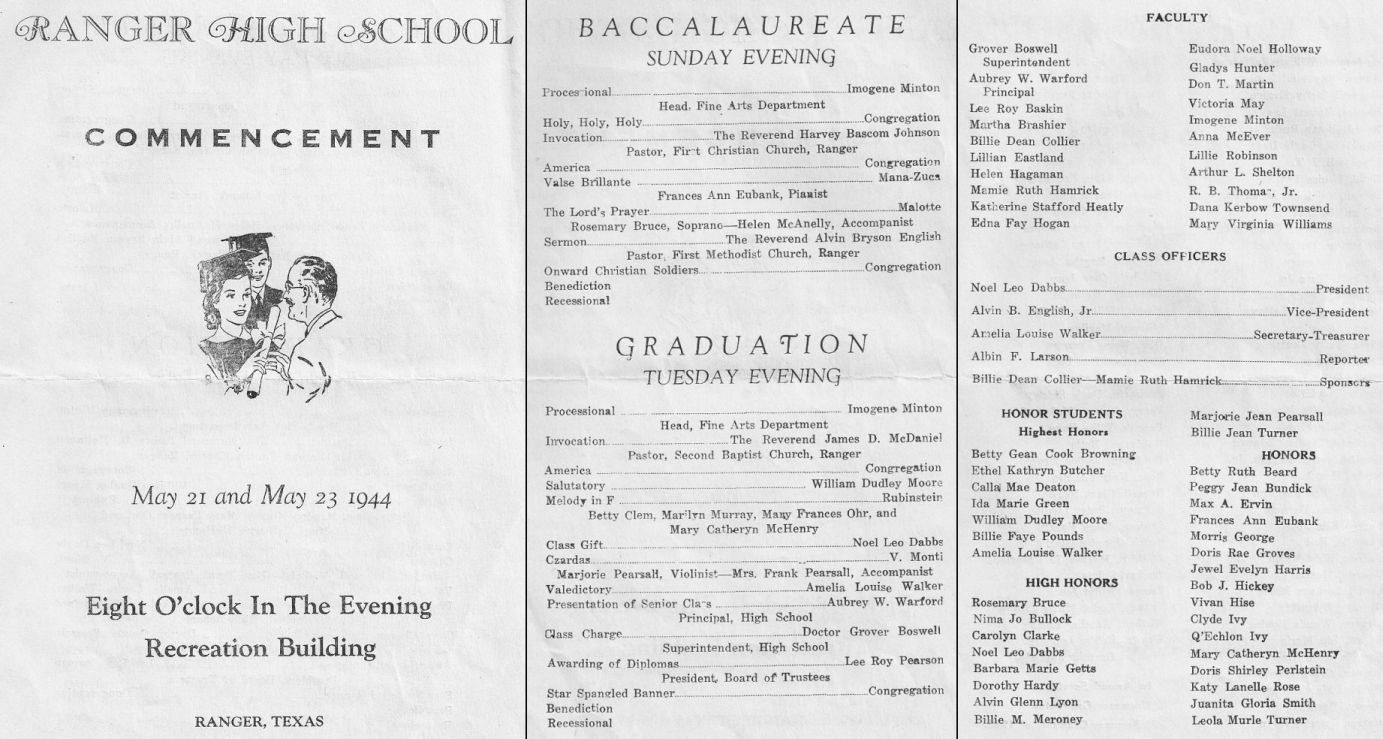 RANGER HIGH SCHOOL
COMMENCEMENT
May 21 and May 23 1944
Eight O'clock In The Evening
Recreation Building
RANGER, TEXAS
BACCALAUREATE
SUNDAY EVENING
Processional Imogene Minton
Head, Fine Arts Department
Holy, Holy, Holy Congregation
Invocation The Reverend Harvey Bascom Johnson
Pastor, First Christian Church, Ranger
America Congregation
Valse Brillante Mana-Zuca
Frances Ann Eubank, Pianist
The Lord's Prayer Malotte
Rosemary Bruce, Soprano—Helen McAnelly, Accompanist
Sermon The Reverend Alvin Bryson English
Pastor, First Methodist Church, Ranger
Onward Christian Soldiers Congregation
Benediction
Recessional
GRADUATION
TUESDAY EVENING
Processional Imogene Minton
Head, Fine Arts Department
Invocation The Reverend James D. McDaniel
Pastor, Second Baptist Church, Ranger
America Congregation
Salutatory William Dudley Moore
Melody in F Rubinstein
Betty Clem, Marilyn Murray, Mary Frances Ohr, and
Mary Catheryn McHenry
Class Gift Noel Leo Dabbs
Czardas V. Monti
Marjorie Pearsall, Violinist—Mrs. Frank Pearsall, Accompanist
Valedictory Amelia Louise Walker
Presentation of Senior Class Aubrey W. Warford
Principal, High School
Class Charge Doctor Grover Boswell
Superintendent, High School
Awarding of Diplomas Lee Roy Pearson
President, Board of Trustees
Star Spangled Banner Congregation
Benediction
Recessional
FACULTY
Grover Boswell
Superintendent
Aubrey W. Warford
Principal
Lee Roy Baskin
Martha Brashier
Billie Dean Collier
Lillian Eastland
Helen Hagaman
Mamie Ruth Hamrick
Katherine Stafford Heatly
Edna Fay Hogan
Eudora Noel Holloway
Gladys Hunter
Don T. Martin
Victoria May
Imogene Minton
Anna McEver
Lillie Robinson
Arthur L. Shelton
R. B. Thomas, Jr.
Dana Kerbow Townsend
Mary Virginia Williams
CLASS OFFICERS
Noel Leo Dabbs President
Alvin B. English, Jr. Vice-President
Amelia Louise Walker Secretary-Treasurer
Albin F. Larson Reporter
Billie Dean Collier—Mamie Ruth Hamrick Sponsors
HONOR STUDENTS
Highest Honors
Betty Gean Cook Browning
Ethel Kathryn Butcher
Calla Mae Deaton
Ida Marie Green
William Dudley Moore
Billie Faye Pounds
Amelia Louise Walker
HIGH HONORS
Rosemary Bruce
Nima Jo Bullock
Carolyn Clarke
Noel Leo Dabbs
Barbara Marie Getts
Dorothy Hardy
Alvin Glenn Lyon
Billie M. Meroney
Marjorie Jean Pearsall
Billie Jean Turner
HONORS
Betty Ruth Beard
Peggy Jean Bundick
Max A. Ervin
Frances Ann Eubank
Morris George
Doris Rae Groves
Jewel Evelyn Harris
Bob J. Hickey
Vivan Hise
Clyde Ivy
Q'Echlon Ivy
Mary Catheryn McHenry
Doris Shirley Perlstein
Katy Lanelle Rose
Juanita Gloria Smith
Leola Murle Turner